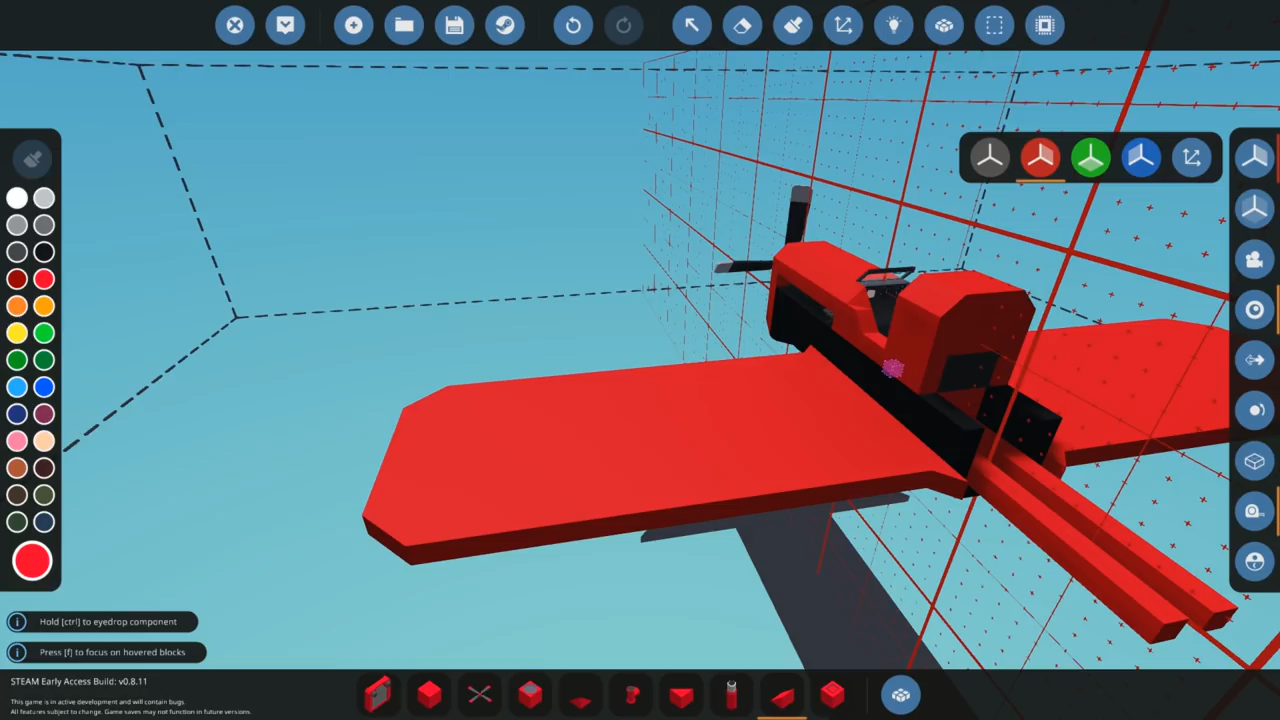 Hold [ctrl] to eyedrop component
Press [f] to focus on hovered blocks
STEAM Early Access Build: v0.8.11
This game is in active development and will contain bugs.
All features subject to change. Game saves may not function in future versions.